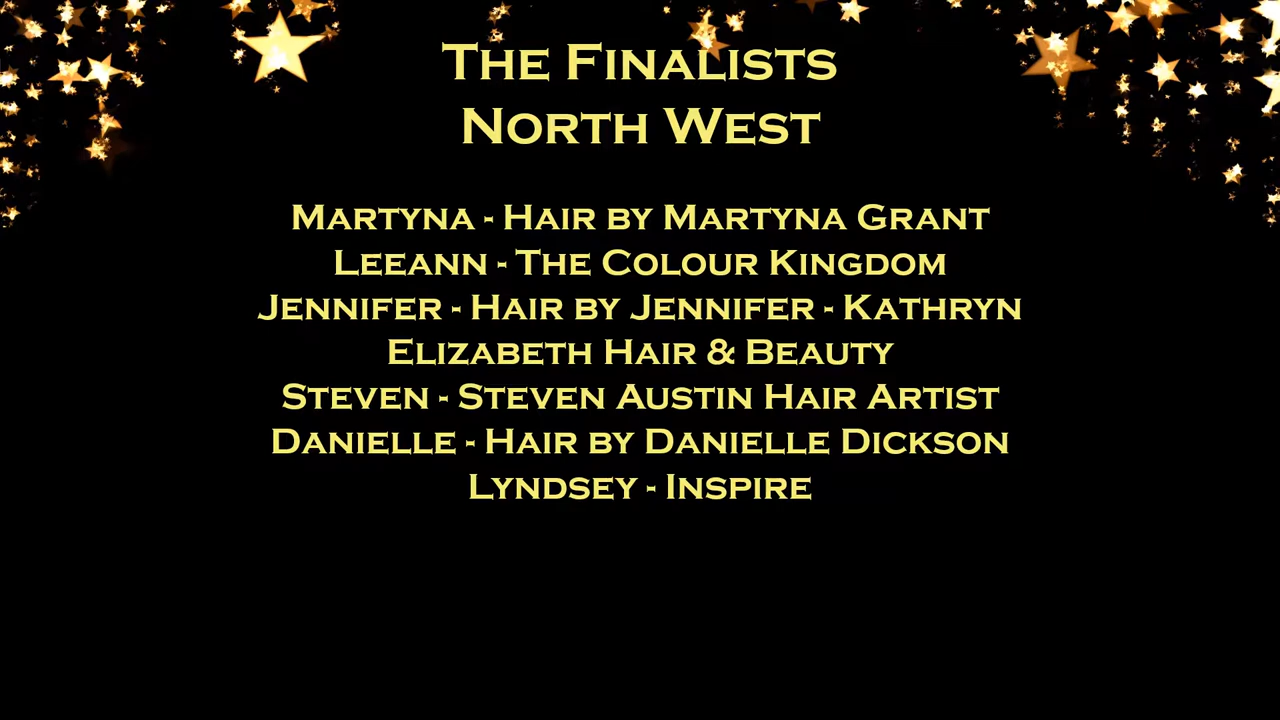 The Finalists
North West
Martyna - Hair by Martyna Grant
Leeann - The Colour Kingdom
Jennifer - Hair by Jennifer - Kathryn
Elizabeth Hair & Beauty
Steven - Steven Austin Hair Artist
Danielle - Hair by Danielle Dickson
Lyndsey - Inspire